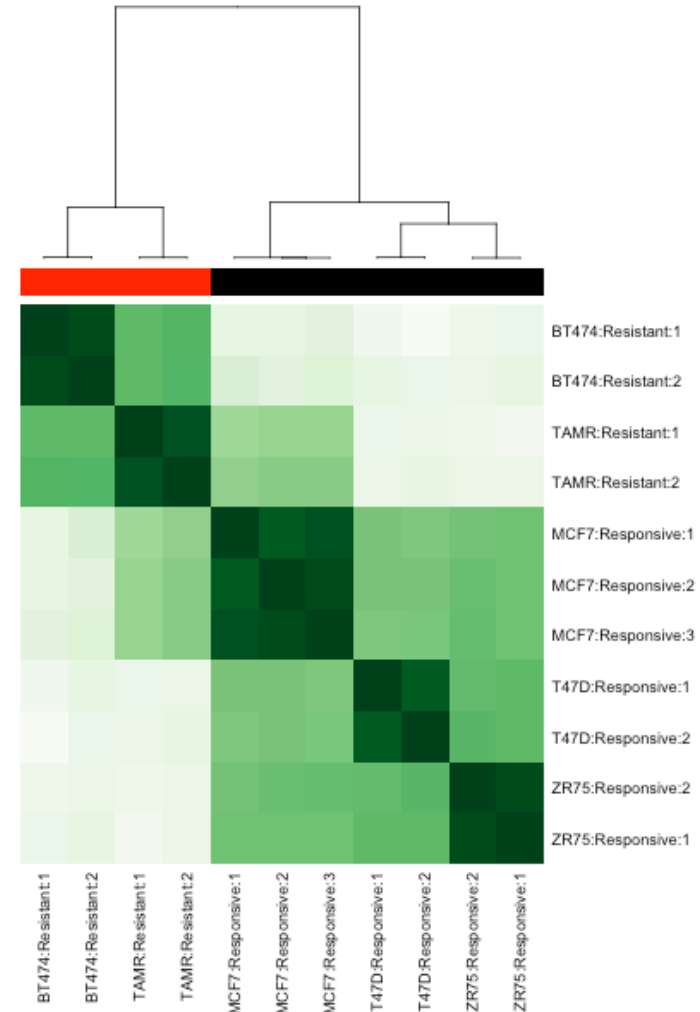 BT474:Resistant:1
BT474:Resistant:2
TAMR:Resistant:1
TAMR:Resistant:2
MCF7:Responsive:1
MCF7:Responsive:2
MCF7:Responsive:3
T47D:Responsive:1
T47D:Responsive:2
ZR75:Responsive:2
ZR75:Responsive:1
BT474:Resistant:1
BT474:Resistant:2
TAMR:Resistant:1
TAMR:Resistant:2
MCF7:Responsive:1
MCF7:Responsive:2
MCF7:Responsive:3
T47D:Responsive:1
T47D:Responsive:2
ZR75:Responsive:2
ZR75:Responsive:1